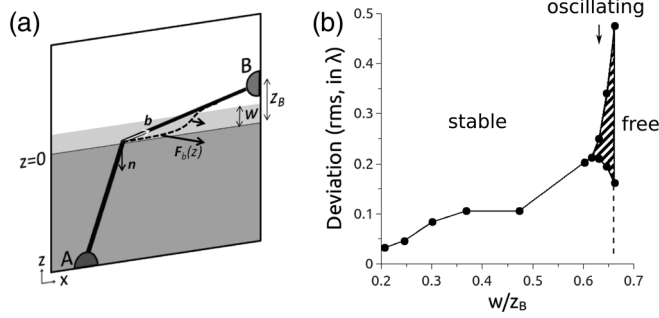 (a)
B
b
w
z_B
z=0
F_b(z)
n
A
z
x
(b)
oscillating
0.5
0.4
0.3
0.2
0.1
0
Deviation (rms, in λ)
stable
free
0.2 0.3 0.4 0.5 0.6 0.7
w/z_B